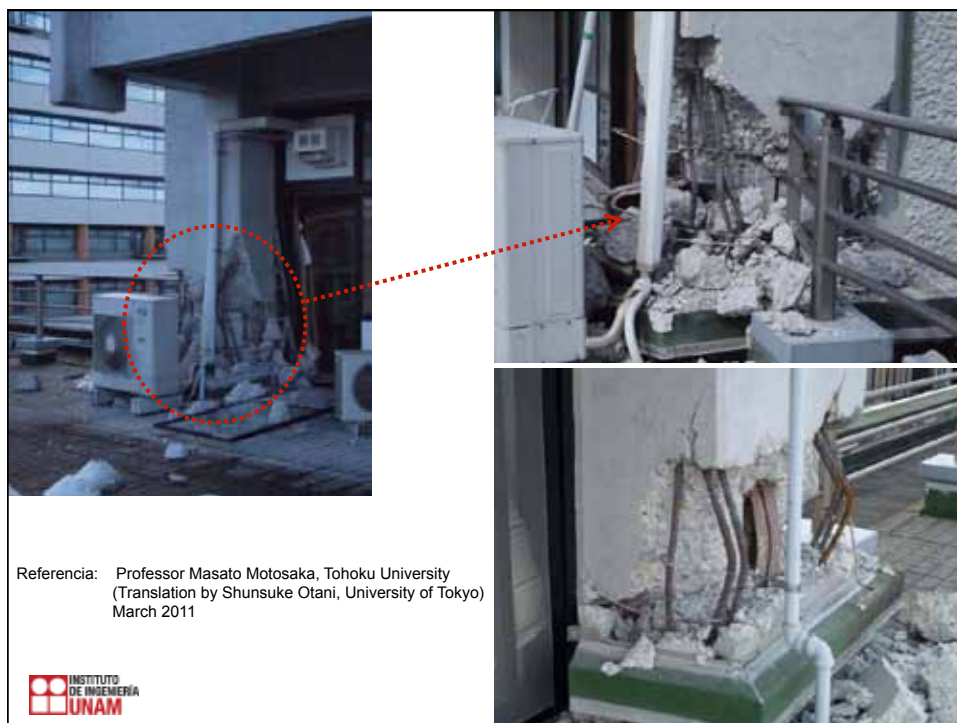 Referencia: Professor Masato Motosaka, Tohoku University
(Translation by Shunsuke Otani, University of Tokyo)
March 2011
INSTITUTO
DE INGENIERÍA
UNAM